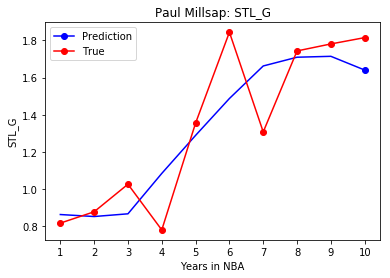 Paul Millsap: STL_G
Prediction
True
STL_G
1.8
1.6
1.4
1.2
1.0
0.8
1 2 3 4 5 6 7 8 9 10
Years in NBA